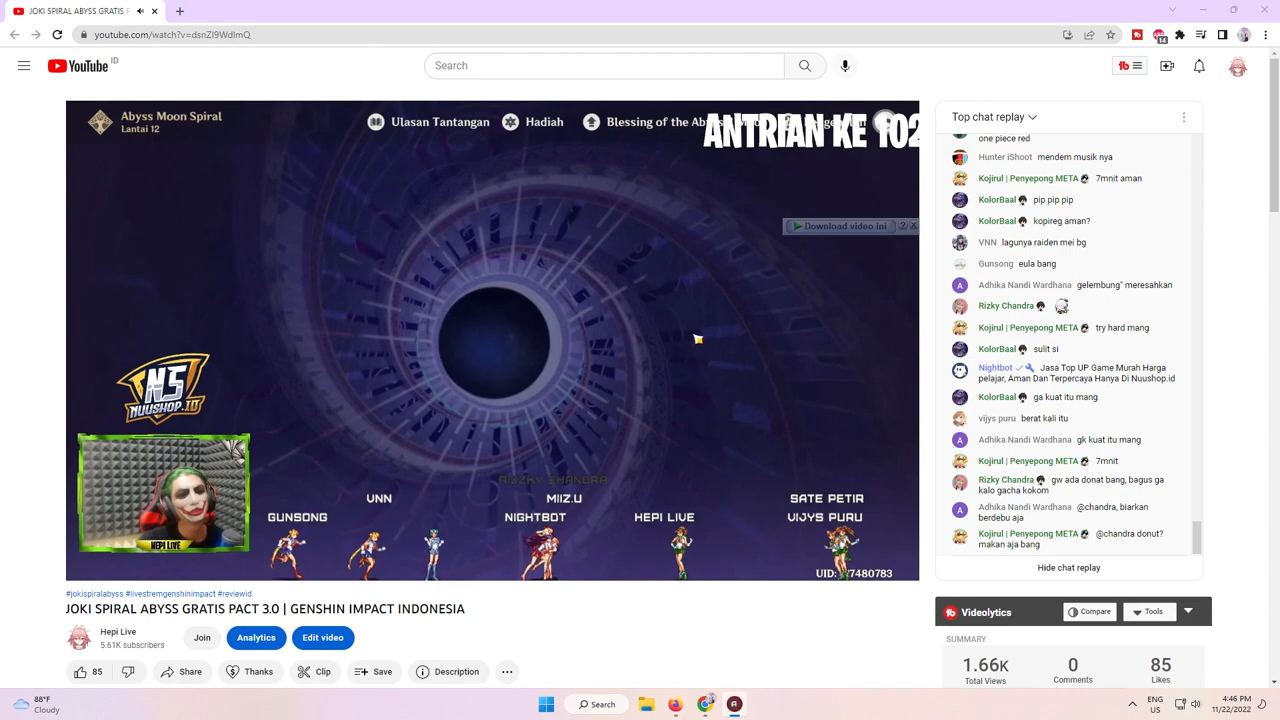 JOKI SPIRAL ABYSS GRATIS P
youtube.com/watch?v=dsnZI9WdImQ
14
YouTube ID
Search
Abyss Moon Spiral
Lantai 12
Ulasan Tantangan
Hadiah
Blessing of the
ANTRIAN KE 102
Download video ini
NS
NUUSHOP.ID
HEPI LIVE
VNN
MIIZ.U
SATE PETIR
GUNSONG
NIGHTBOT
HEPI LIVE
VIJYS PURU
#jokispiralabyss #livestremgenshinimpact #reviewid
JOKI SPIRAL ABYSS GRATIS PACT 3.0 | GENSHIN IMPACT INDONESIA
Hepi Live
5.61K subscribers
Join
Analytics
Edit video
85
Share
Thanks
Clip
Save
Description
Top chat replay
one piece red
Hunter iShoot mendem musik nya
Kojirul | Penyepong META 7mnit aman
KolorBaal pip pip pip
KolorBaal kopireg aman?
VNN lagunya raiden mei bg
Gunsong eula bang
Adhika Nandi Wardhana gelembung" meresahkan
Rizky Chandra
Kojirul | Penyepong META try hard mang
KolorBaal sulit si
Nightbot Jasa Top UP Game Murah Harga
pelajar, Aman Dan Terpercaya Hanya Di Nuushop.id
KolorBaal ga kuat itu mang
vijys puru berat kali itu
Adhika Nandi Wardhana gk kuat itu mang
Kojirul | Penyepong META 7mnit
Rizky Chandra gw ada donat bang, bagus ga
kalo gacha kokom
Adhika Nandi Wardhana @chandra, biarkan
berdebu aja
Kojirul | Penyepong META @chandra donut?
makan aja bang
Hide chat replay
Videolytics
Compare
Tools
SUMMARY
1.66K
Total Views
0
Comments
85
Likes
88°F
Cloudy
Search
ENG
US
4:46 PM
11/22/2022